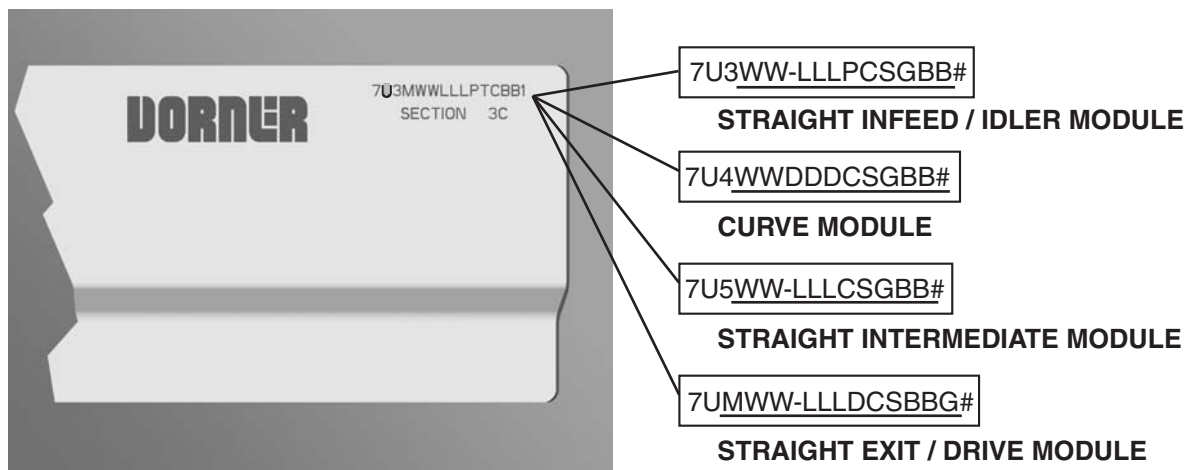 DORNER
7U3MWWLLLPTCBB1
SECTION 3C
7U3WW-LLLPCSGBB#
STRAIGHT INFEED / IDLER MODULE
7U4WWDDDCSGBB#
CURVE MODULE
7U5WW-LLLCSGBB#
STRAIGHT INTERMEDIATE MODULE
7UMWW-LLLDCSBBG#
STRAIGHT EXIT / DRIVE MODULE